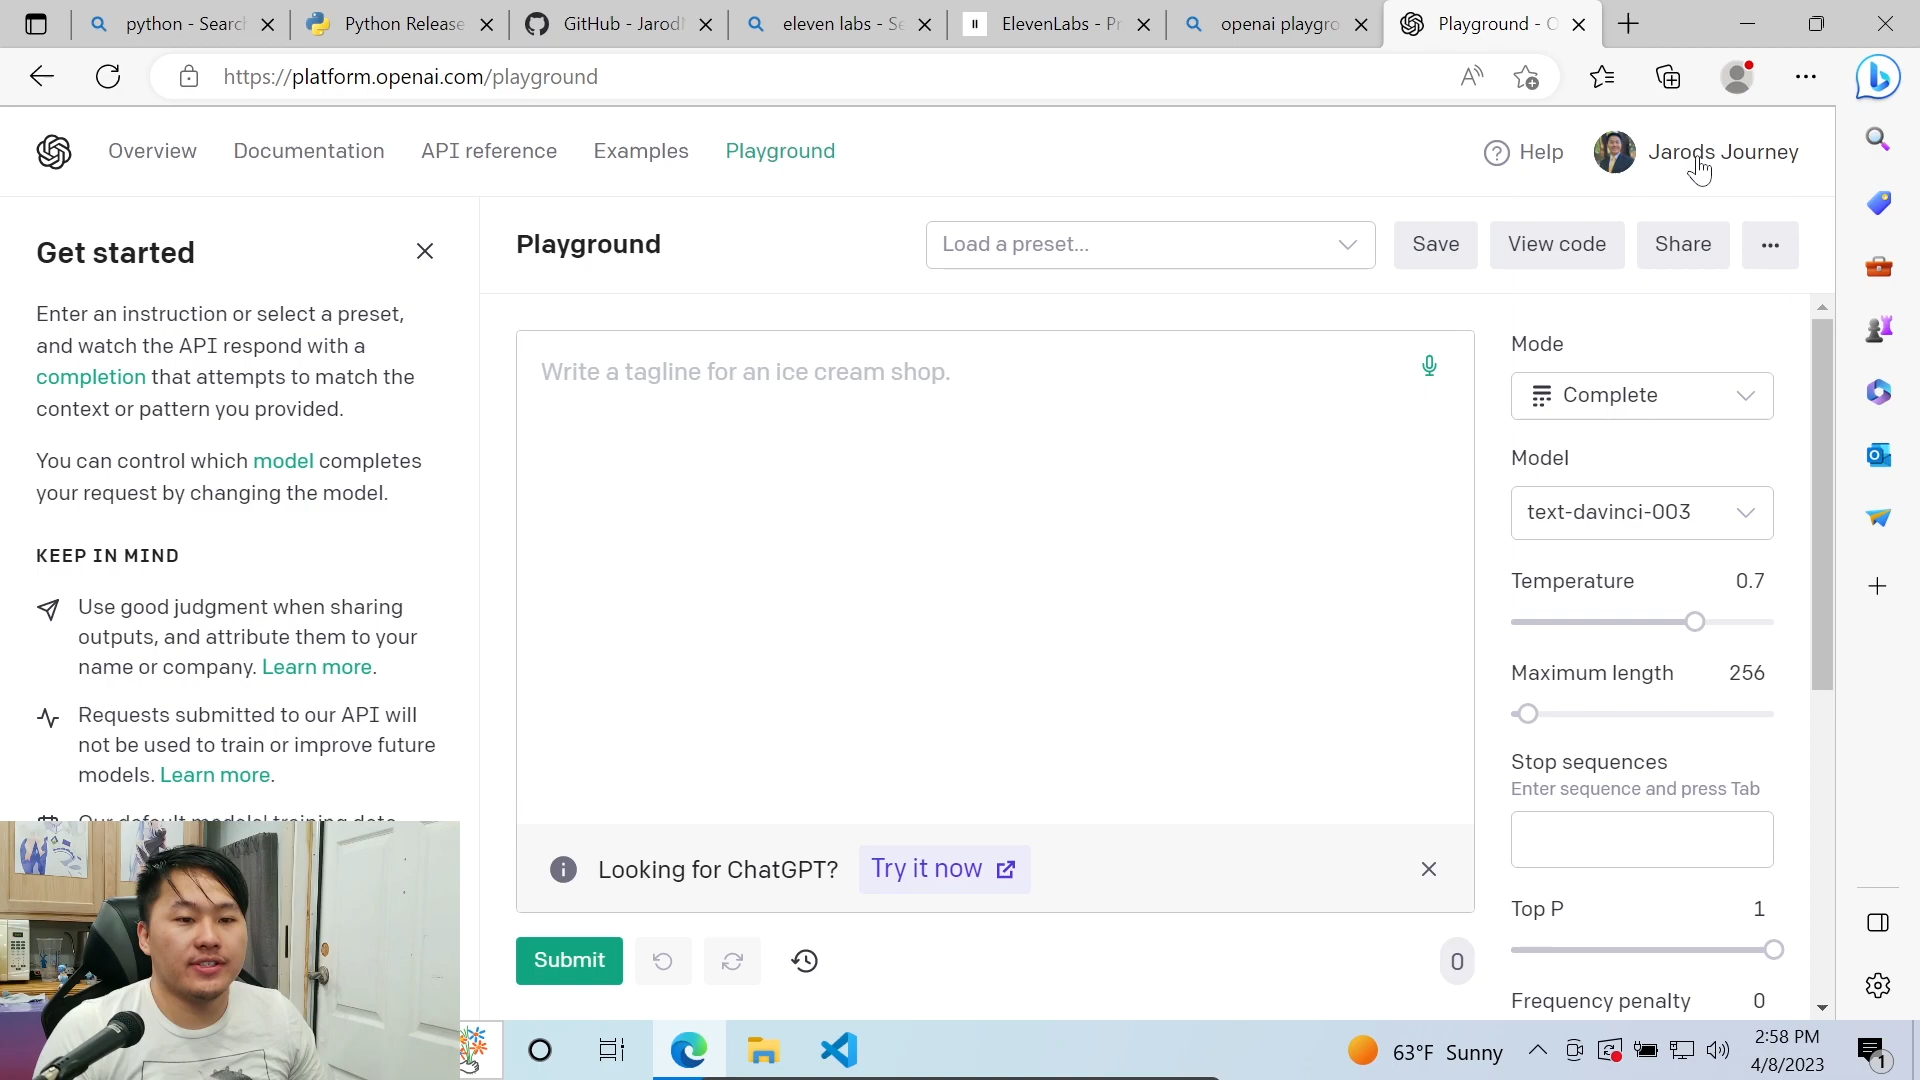 python - Search
Python Release
GitHub - Jarod
eleven labs - Se
ElevenLabs - Pr
openai playgro
Playground - O
https://platform.openai.com/playground
Overview
Documentation
API reference
Examples
Playground
Help
Jarods Journey
Get started
Enter an instruction or select a preset,
and watch the API respond with a
completion that attempts to match the
context or pattern you provided.
You can control which model completes
your request by changing the model.
KEEP IN MIND
Use good judgment when sharing
outputs, and attribute them to your
name or company. Learn more.
Requests submitted to our API will
not be used to train or improve future
models. Learn more.
Our default models' training data
Playground
Load a preset...
Save
View code
Share
Write a tagline for an ice cream shop.
Looking for ChatGPT?
Try it now
Submit
0
Mode
Complete
Model
text-davinci-003
Temperature 0.7
Maximum length 256
Stop sequences
Enter sequence and press Tab
Top P 1
Frequency penalty 0
63°F Sunny
2:58 PM
4/8/2023
1